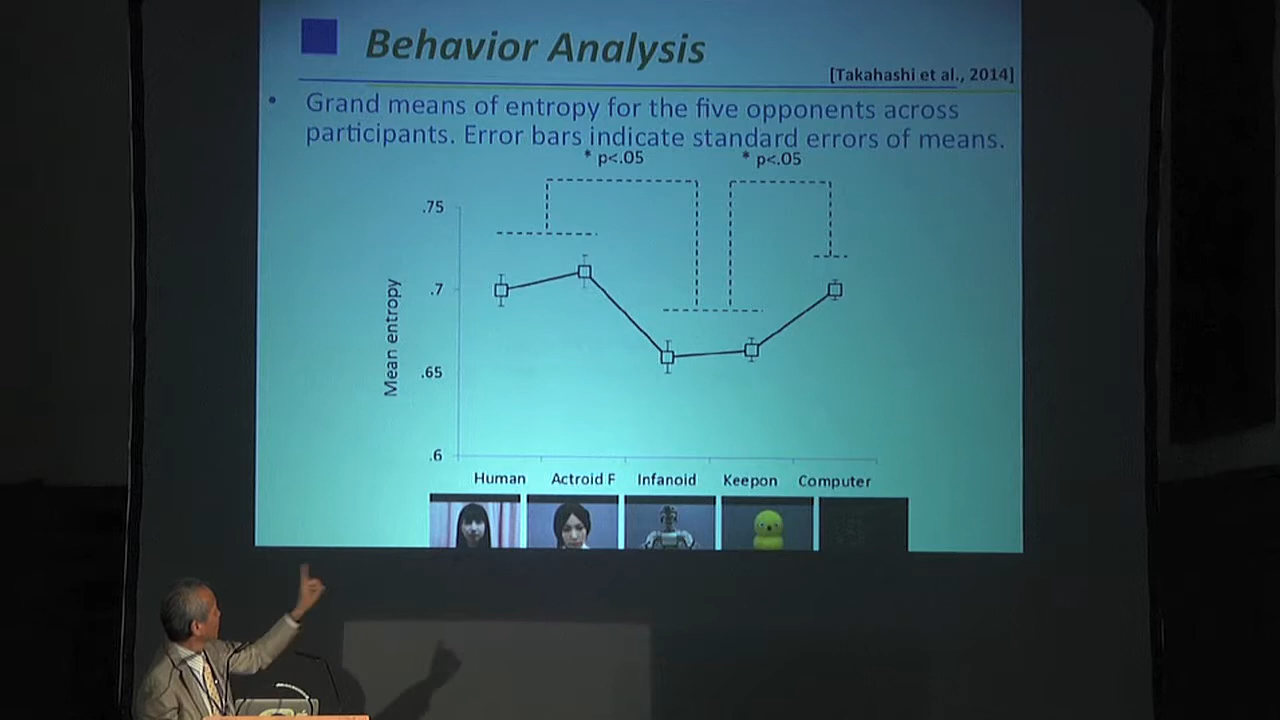 Behavior Analysis
[Takahashi et al., 2014]
• Grand means of entropy for the five opponents across
participants. Error bars indicate standard errors of means.
* p<.05 * p<.05
.75
.7
.65
.6
Mean entropy
Human Actroid F Infanoid Keepon Computer